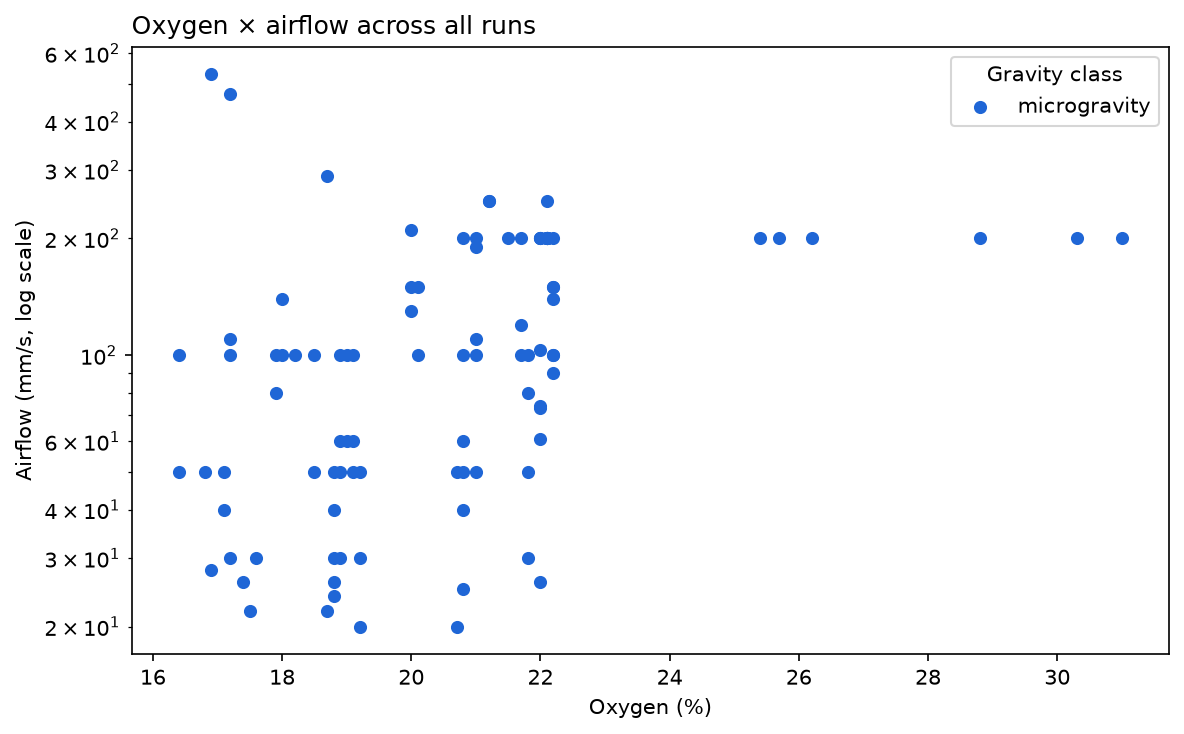 Oxygen × airflow across all runs
Gravity class
microgravity
Airflow (mm/s, log scale)
6 × 10²
4 × 10²
3 × 10²
2 × 10²
10²
6 × 10¹
4 × 10¹
3 × 10¹
2 × 10¹
16 18 20 22 24 26 28 30
Oxygen (%)